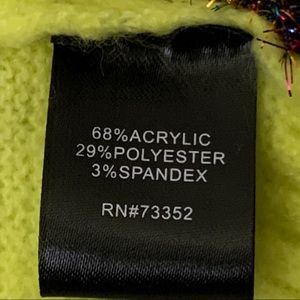 68%ACRYLIC
29%POLYESTER
3%SPANDEX
RN#73352